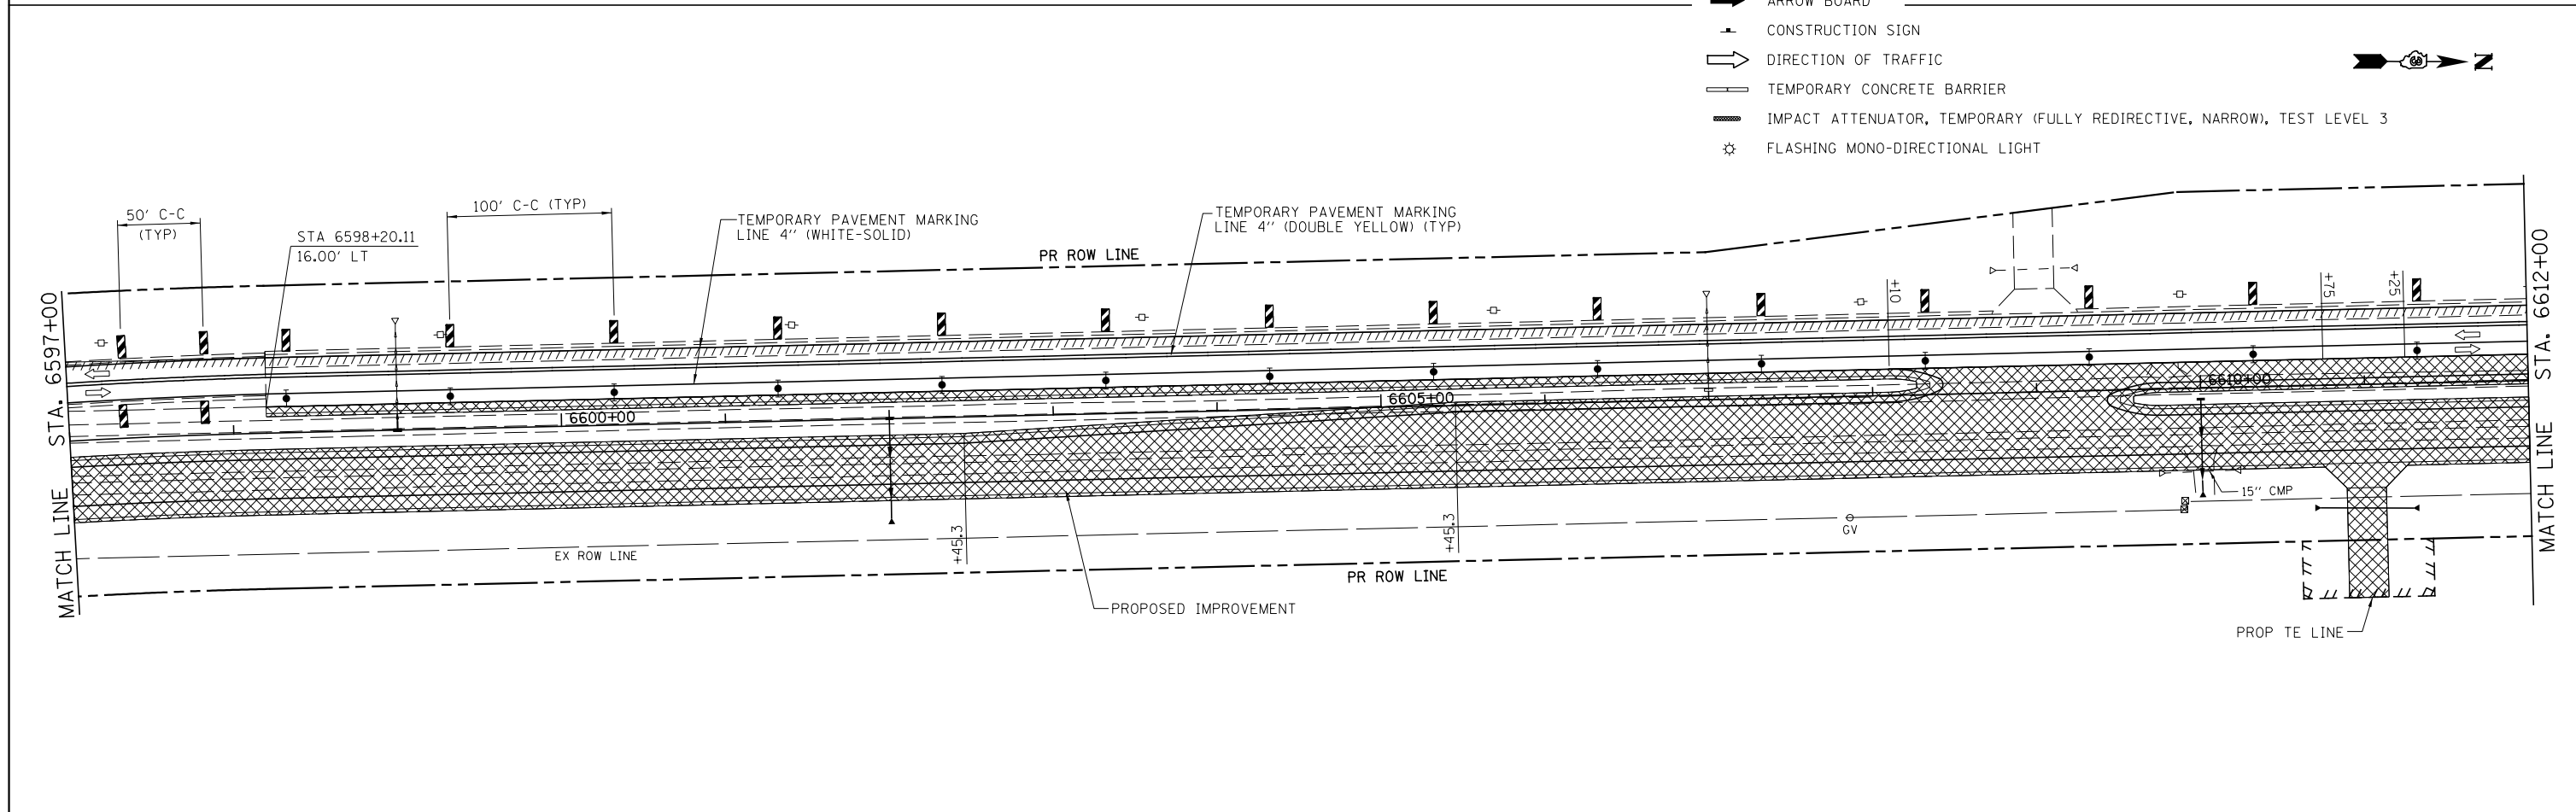 ARROW BOARD
CONSTRUCTION SIGN
DIRECTION OF TRAFFIC
TEMPORARY CONCRETE BARRIER
IMPACT ATTENUATOR, TEMPORARY (FULLY REDIRECTIVE, NARROW), TEST LEVEL 3
FLASHING MONO-DIRECTIONAL LIGHT
N
50' C-C
(TYP)
STA 6598+20.11
16.00' LT
100' C-C (TYP)
TEMPORARY PAVEMENT MARKING
LINE 4" (WHITE-SOLID)
PR ROW LINE
TEMPORARY PAVEMENT MARKING
LINE 4" (DOUBLE YELLOW) (TYP)
+10
+75
+25
MATCH LINE STA. 6597+00
MATCH LINE STA. 6612+00
6600+00
6605+00
6610+00
+45.3
+45.3
EX ROW LINE
PR ROW LINE
PROPOSED IMPROVEMENT
GV
15" CMP
PROP TE LINE